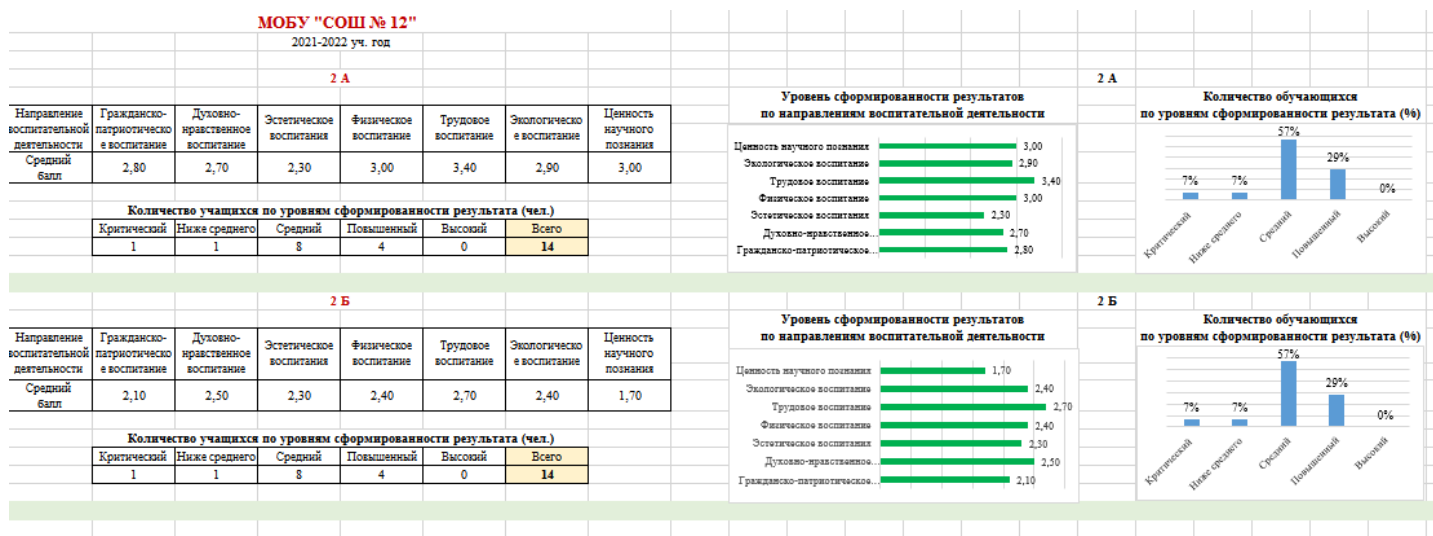 МОБУ "СОШ № 12"
2021-2022 уч. год
2 А
2 А
Направление воспитательной деятельности
Гражданско-патриотическое воспитание
Духовно-нравственное воспитание
Эстетическое воспитания
Физическое воспитание
Трудовое воспитание
Экологическое воспитание
Ценность научного познания
Средний балл
2,80 2,70 2,30 3,00 3,40 2,90 3,00
Количество учащихся по уровням сформированности результата (чел.)
Критический Ниже среднего Средний Повышенный Высокий Всего
1 1 8 4 0 14
Уровень сформированности результатов
по направлениям воспитательной деятельности
Ценность научного познания 3,00
Экологическое воспитание 2,90
Трудовое воспитание 3,40
Физическое воспитание 3,00
Эстетическое воспитания 2,30
Духовно-нравственное... 2,70
Гражданско-патриотическое... 2,80
Количество обучающихся
по уровням сформированности результата (%)
7% 7% 57% 29% 0%
Критический Ниже среднего Средний Повышенный Высокий
2 Б
2 Б
Направление воспитательной деятельности
Гражданско-патриотическое воспитание
Духовно-нравственное воспитание
Эстетическое воспитания
Физическое воспитание
Трудовое воспитание
Экологическое воспитание
Ценность научного познания
Средний балл
2,10 2,50 2,30 2,40 2,70 2,40 1,70
Количество учащихся по уровням сформированности результата (чел.)
Критический Ниже среднего Средний Повышенный Высокий Всего
1 1 8 4 0 14
Уровень сформированности результатов
по направлениям воспитательной деятельности
Ценность научного познания 1,70
Экологическое воспитание 2,40
Трудовое воспитание 2,70
Физическое воспитание 2,40
Эстетическое воспитания 2,30
Духовно-нравственное... 2,50
Гражданско-патриотическое... 2,10
Количество обучающихся
по уровням сформированности результата (%)
7% 7% 57% 29% 0%
Критический Ниже среднего Средний Повышенный Высокий